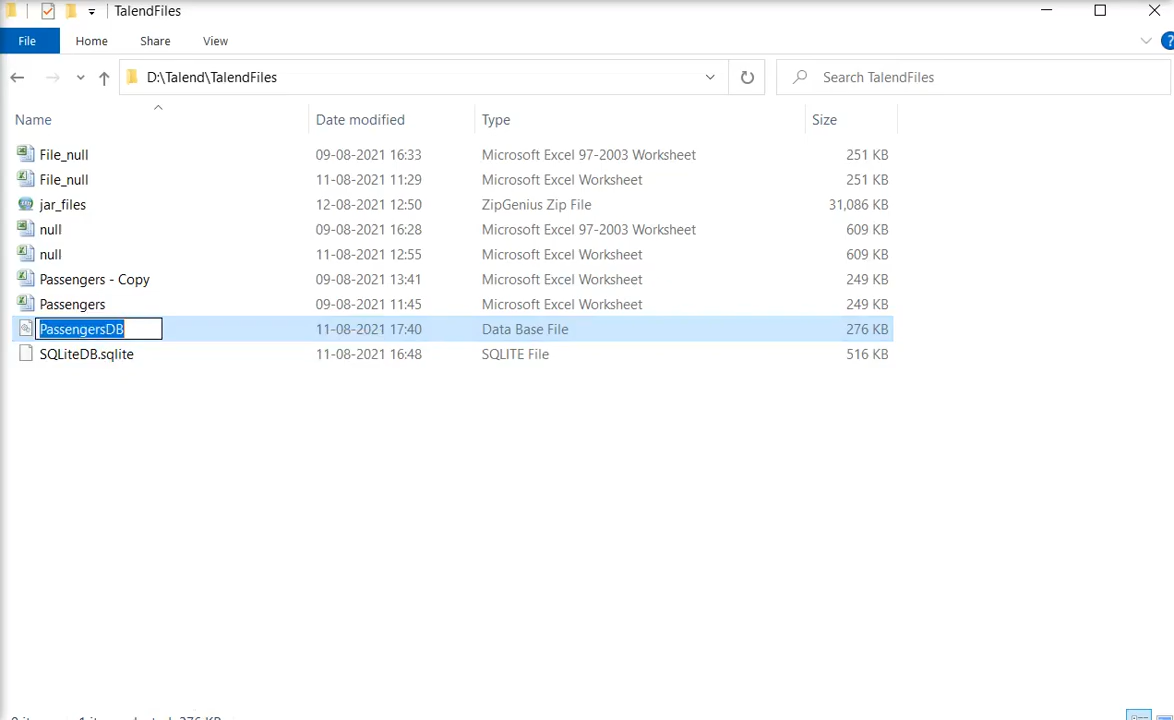 TalendFiles
File Home Share View ?
D:\Talend\TalendFiles Search TalendFiles
Name Date modified Type Size
File_null 09-08-2021 16:33 Microsoft Excel 97-2003 Worksheet 251 KB
File_null 11-08-2021 11:29 Microsoft Excel Worksheet 251 KB
jar_files 12-08-2021 12:50 ZipGenius Zip File 31,086 KB
null 09-08-2021 16:28 Microsoft Excel 97-2003 Worksheet 609 KB
null 11-08-2021 12:55 Microsoft Excel Worksheet 609 KB
Passengers - Copy 09-08-2021 13:41 Microsoft Excel Worksheet 249 KB
Passengers 09-08-2021 11:45 Microsoft Excel Worksheet 249 KB
PassengersDB 11-08-2021 17:40 Data Base File 276 KB
SQLiteDB.sqlite 11-08-2021 16:48 SQLITE File 516 KB